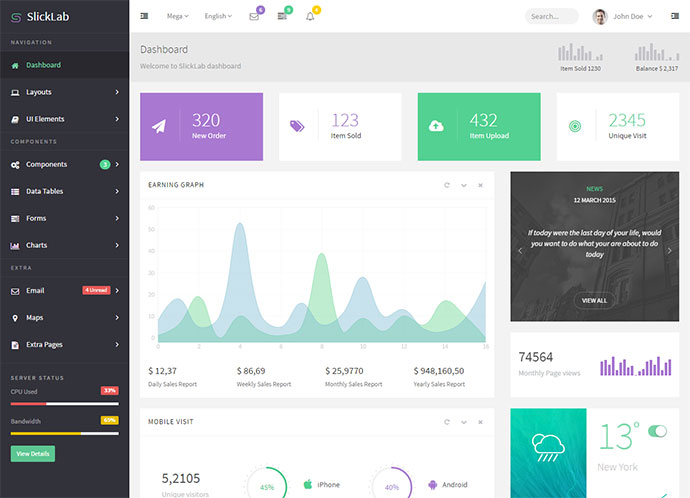 SlickLab
NAVIGATION
Dashboard
Layouts
UI Elements
COMPONENTS
Components 3
Data Tables
Forms
Charts
EXTRA
Email 4 Unread
Maps
Extra Pages
SERVER STATUS
CPU Used 33%
Bandwidth 65%
View Details
Mega English 6 9 4 Search... John Doe
Dashboard
Welcome to SlickLab dashboard
Item Sold 1230 Balance $ 2,317
320
New Order
123
Item Sold
432
Item Upload
2345
Unique Visit
EARNING GRAPH
60
50
40
30
20
10
0
0 2 4 6 8 10 12 14 16
$ 12,37 $ 86,69 $ 25,9770 $ 948,160,50
Daily Sales Report Weekly Sales Report Monthly Sales Report Yearly Sales Report
NEWS
12 MARCH 2015
If today were the last day of your life, would
you want to do what your are about to do
today
VIEW ALL
74564
Monthly Page views
MOBILE VISIT
5,2105
Unique visitors
45% iPhone
40% Android
13°
New York